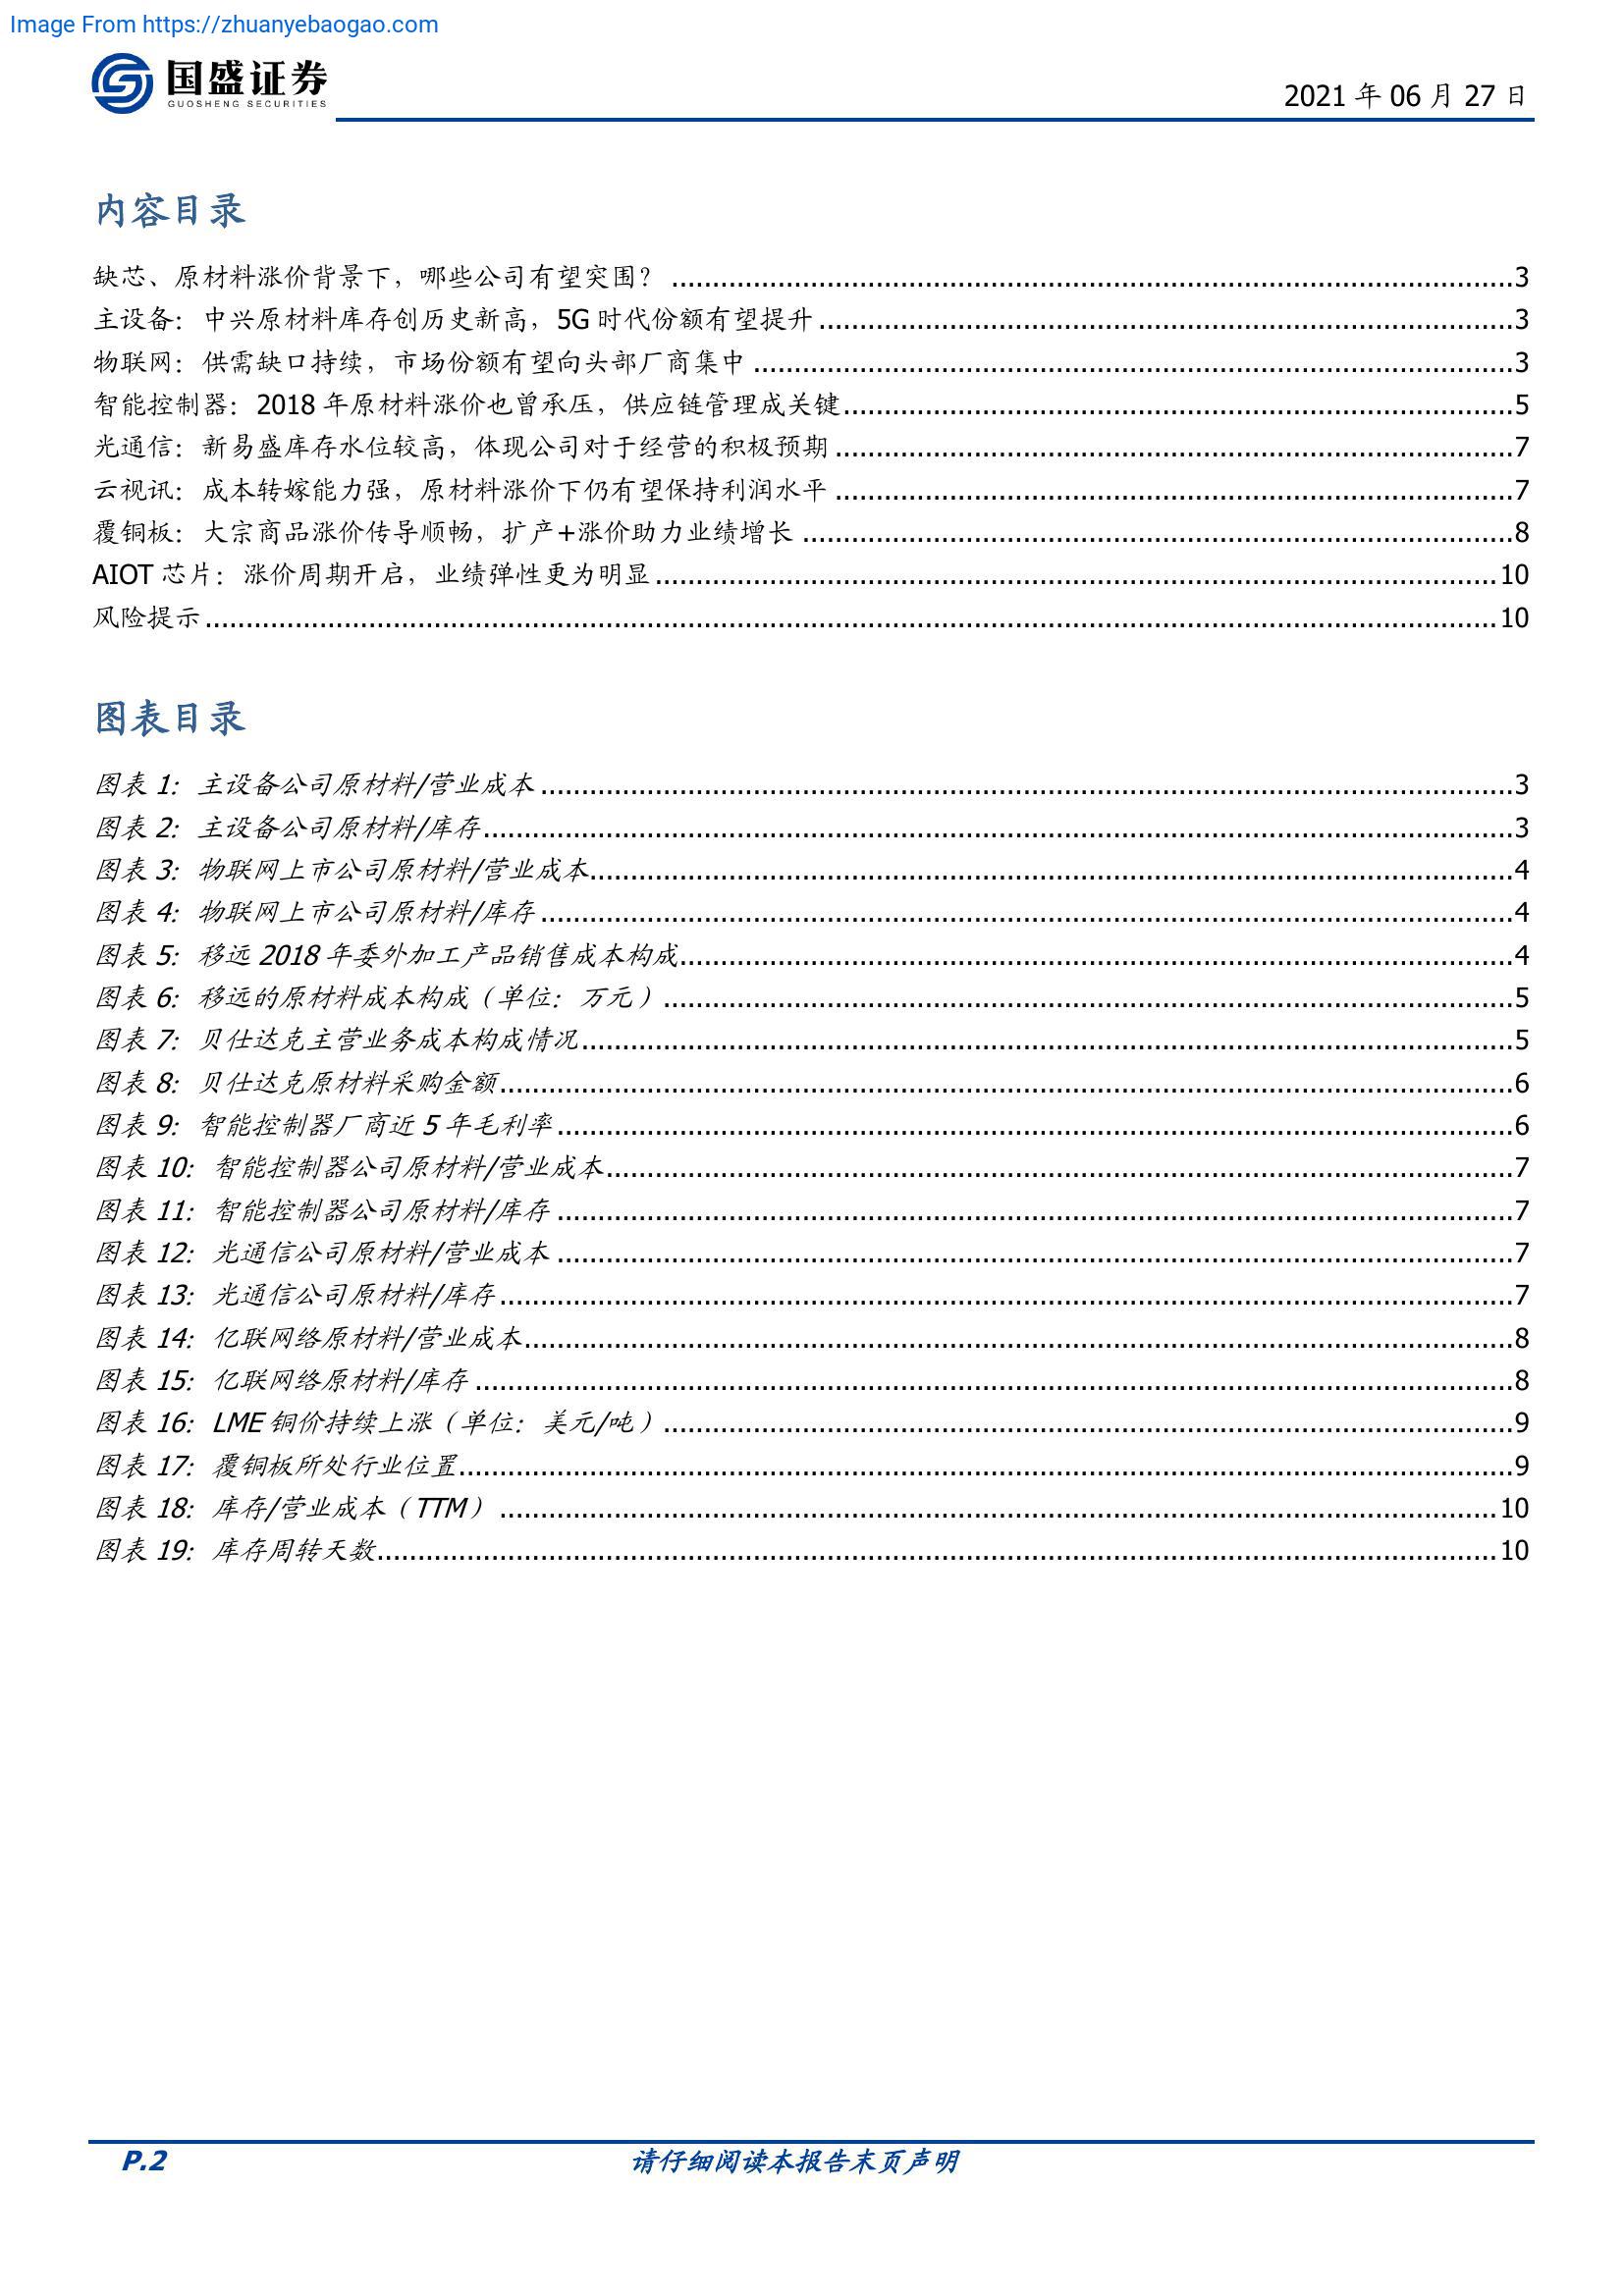 Image From https://zhuanyebaogao.com
国盛证券
GUOSHENG SECURITIES
2021 年 06 月 27 日
内容目录
缺芯、原材料涨价背景下，哪些公司有望突围？ ........ 3
主设备：中兴原材料库存创历史新高，5G 时代份额有望提升 ........ 3
物联网：供需缺口持续，市场份额有望向头部厂商集中 ........ 3
智能控制器：2018 年原材料涨价也曾承压，供应链管理成关键 ........ 5
光通信：新易盛库存水位较高，体现公司对于经营的积极预期 ........ 7
云视讯：成本转嫁能力强，原材料涨价下仍有望保持利润水平 ........ 7
覆铜板：大宗商品涨价传导顺畅，扩产+涨价助力业绩增长 ........ 8
AIOT 芯片：涨价周期开启，业绩弹性更为明显 ........ 10
风险提示 ........ 10
图表目录
图表 1：主设备公司原材料/营业成本 ........ 3
图表 2：主设备公司原材料/库存 ........ 3
图表 3：物联网上市公司原材料/营业成本 ........ 4
图表 4：物联网上市公司原材料/库存 ........ 4
图表 5：移远 2018 年委外加工产品销售成本构成 ........ 4
图表 6：移远的原材料成本构成（单位：万元） ........ 5
图表 7：贝仕达克主营业务成本构成情况 ........ 5
图表 8：贝仕达克原材料采购金额 ........ 6
图表 9：智能控制器厂商近 5 年毛利率 ........ 6
图表 10：智能控制器公司原材料/营业成本 ........ 7
图表 11：智能控制器公司原材料/库存 ........ 7
图表 12：光通信公司原材料/营业成本 ........ 7
图表 13：光通信公司原材料/库存 ........ 7
图表 14：亿联网络原材料/营业成本 ........ 8
图表 15：亿联网络原材料/库存 ........ 8
图表 16：LME 铜价持续上涨（单位：美元/吨） ........ 9
图表 17：覆铜板所处行业位置 ........ 9
图表 18：库存/营业成本（TTM） ........ 10
图表 19：库存周转天数 ........ 10
P.2
请仔细阅读本报告末页声明